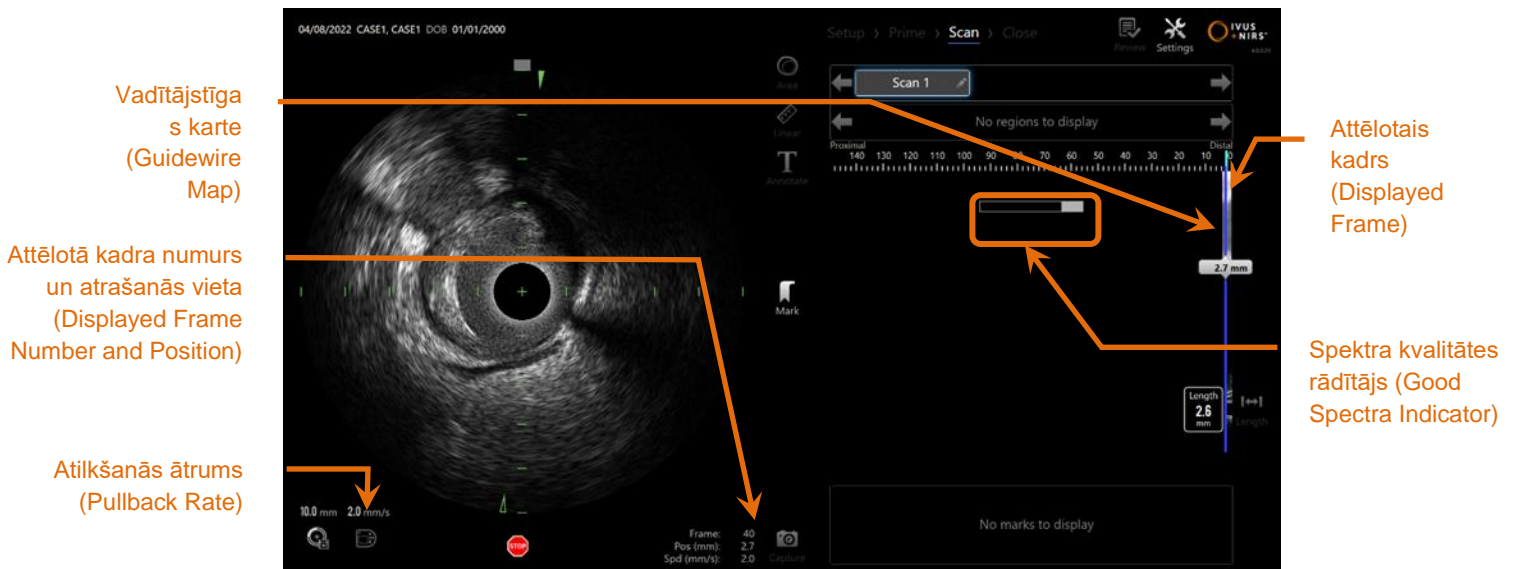 Vadītājstīga
s karte
(Guidewire
Map)
Attēlotā kadra numurs
un atrašanās vieta
(Displayed Frame
Number and Position)
Atilkšanās ātrums
(Pullback Rate)
04/08/2022 CASE1, CASE1 DOB 01/01/2000
Area
Linear
T
Annotate
Mark
10.0 mm 2.0 mm/s
STOP
Frame: 40
Pos (mm): 2.7
Spd (mm/s): 2.0
Capture
Setup > Prime > Scan > Close
Review
Settings
IVUS
+NIRS
Scan 1
No regions to display
Proximal Distal
140 130 120 110 100 90 80 70 60 50 40 30 20 10 0
2.7 mm
Length
2.6
mm
Length
No marks to display
Attēlotais
kadrs
(Displayed
Frame)
Spektra kvalitātes
rādītājs (Good
Spectra Indicator)